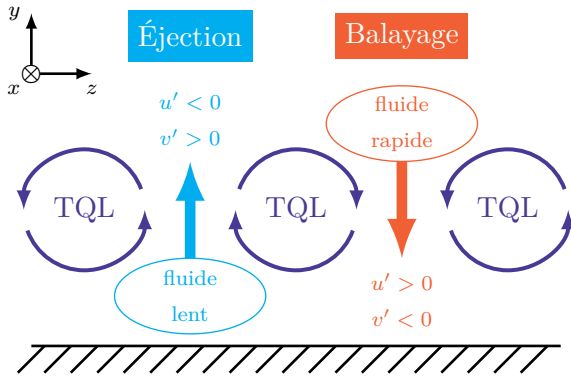 y
x
z
Éjection
Balayage
u′ < 0
v′ > 0
fluide
rapide
TQL
TQL
TQL
fluide
lent
u′ > 0
v′ < 0